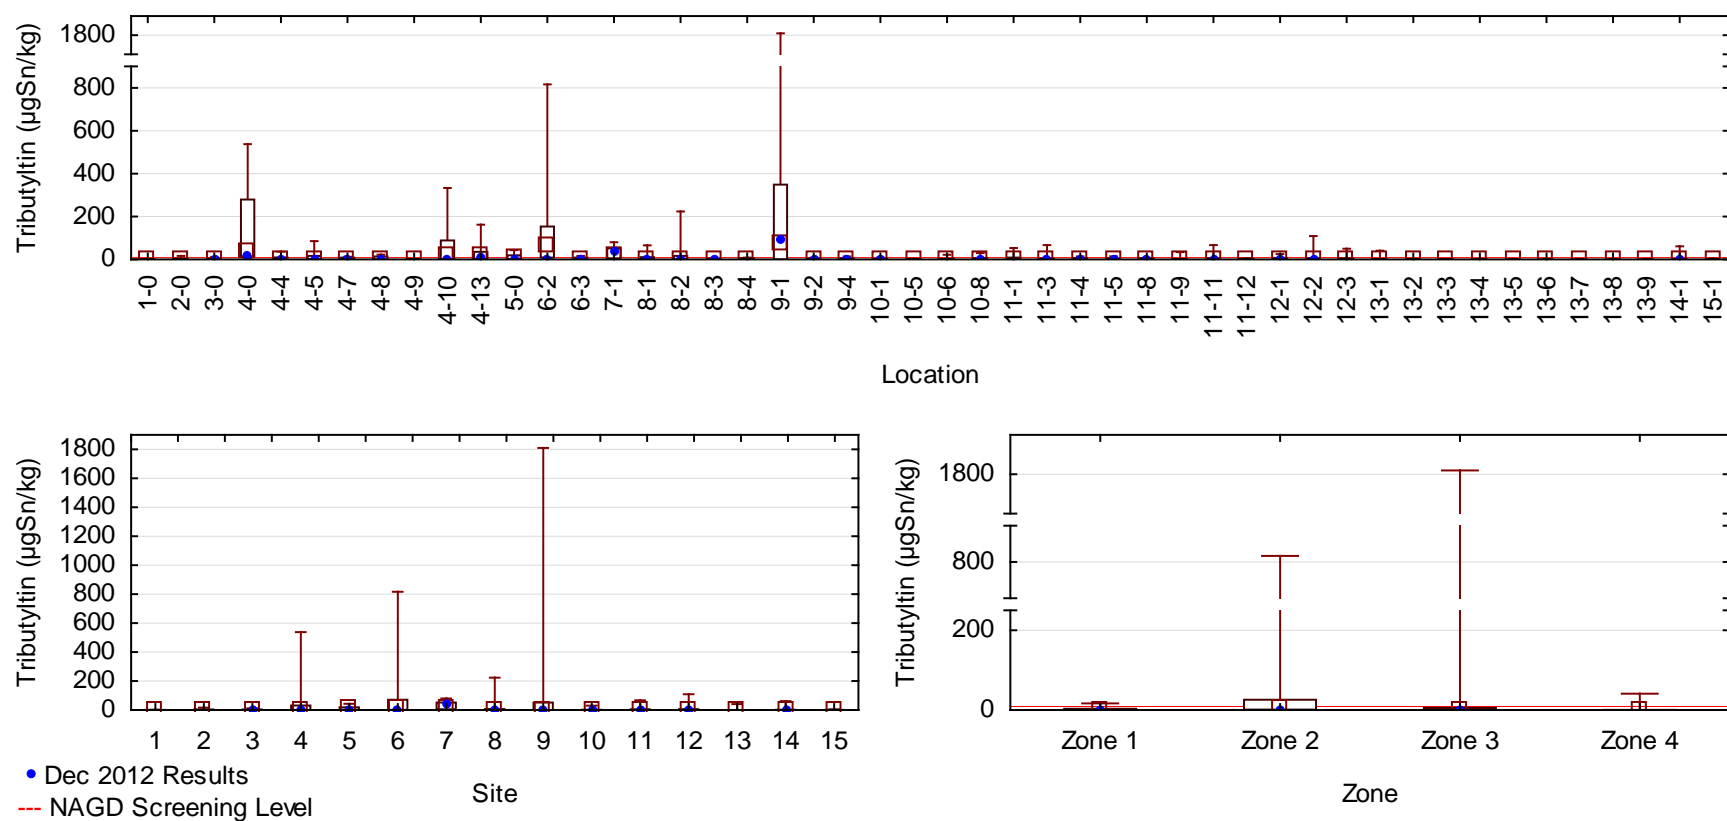 Tributyltin (µgSn/kg)
1800
800
600
400
200
0
1-0 2-0 3-0 4-0 4-4 4-5 4-7 4-8 4-9 4-10 4-13 5-0 6-2 6-3 7-1 8-1 8-2 8-3 8-4 9-1 9-2 9-4 10-1 10-5 10-6 10-8 11-1 11-3 11-4 11-5 11-8 11-9 11-11 11-12 12-1 12-2 12-3 13-1 13-2 13-3 13-4 13-5 13-6 13-7 13-8 13-9 14-1 15-1
Location
Tributyltin (µgSn/kg)
1800
1600
1400
1200
1000
800
600
400
200
0
1 2 3 4 5 6 7 8 9 10 11 12 13 14 15
Site
Dec 2012 Results
NAGD Screening Level
Tributyltin (µgSn/kg)
1800
800
200
0
Zone 1 Zone 2 Zone 3 Zone 4
Zone